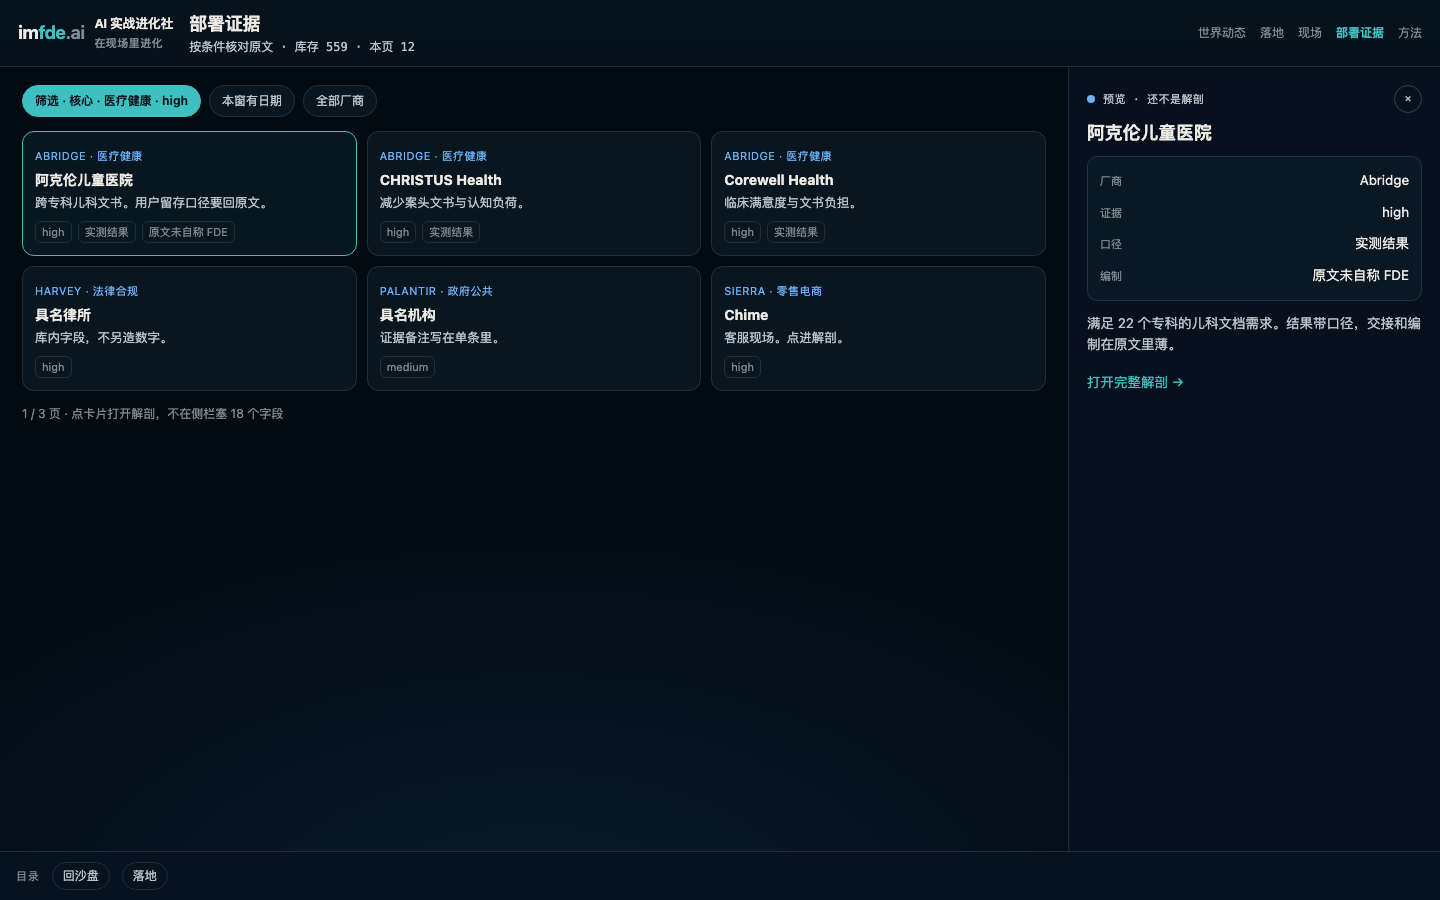 imfde.ai
AI 实战进化社
在现场里进化
部署证据
按条件核对原文 · 库存 559 · 本页 12
世界动态 落地 现场 部署证据 方法
筛选 · 核心 · 医疗健康 · high
本窗有日期
全部厂商
ABRIDGE · 医疗健康
阿克伦儿童医院
跨专科儿科文书。用户留存口径要回原文。
high 实测结果 原文未自称 FDE
ABRIDGE · 医疗健康
CHRISTUS Health
减少案头文书与认知负荷。
high 实测结果
ABRIDGE · 医疗健康
Corewell Health
临床满意度与文书负担。
high 实测结果
HARVEY · 法律合规
具名律所
库内字段，不另造数字。
high
PALANTIR · 政府公共
具名机构
证据备注写在单条里。
medium
SIERRA · 零售电商
Chime
客服现场。点进解剖。
high
1 / 3 页 · 点卡片打开解剖，不在侧栏塞 18 个字段
预览 · 还不是解剖
×
阿克伦儿童医院
厂商 Abridge
证据 high
口径 实测结果
编制 原文未自称 FDE
满足 22 个专科的儿科文档需求。结果带口径，交接和编
制在原文里薄。
打开完整解剖 →
目录 回沙盘 落地